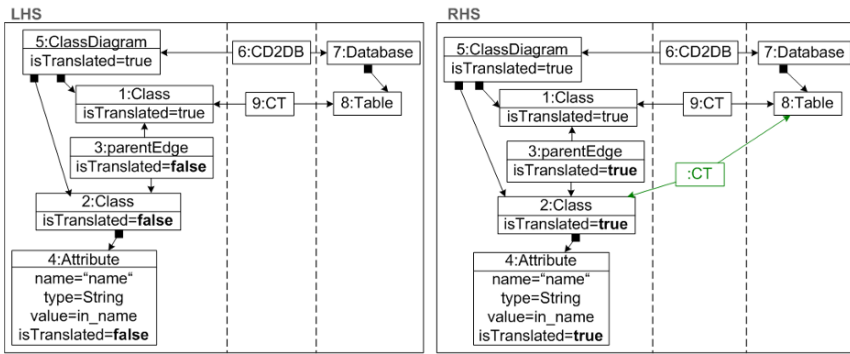 LHS
5:ClassDiagram
isTranslated=true
6:CD2DB
7:Database
1:Class
isTranslated=true
9:CT
8:Table
3:parentEdge
isTranslated=false
2:Class
isTranslated=false
4:Attribute
name="name“
type=String
value=in_name
isTranslated=false
RHS
5:ClassDiagram
isTranslated=true
6:CD2DB
7:Database
1:Class
isTranslated=true
9:CT
8:Table
3:parentEdge
isTranslated=true
:CT
2:Class
isTranslated=true
4:Attribute
name="name“
type=String
value=in_name
isTranslated=true